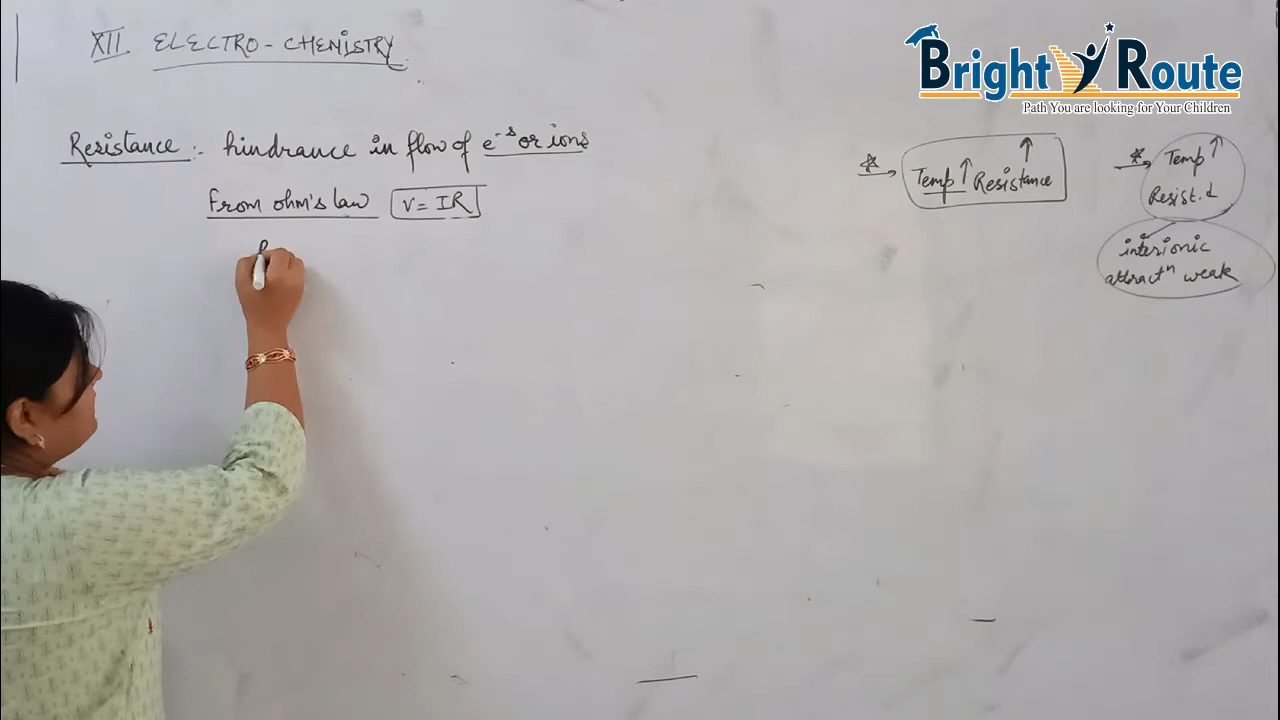 XII ELECTRO-CHEMISTRY
Bright Route
Path You are looking for Your Children
Resistance :- hindrance in flow of e⁻ˢ or ions
From ohm's law V = IR
Temp ↑ Resistance ↑
Temp ↑
Resist. ↓
interionic
attractⁿ weak